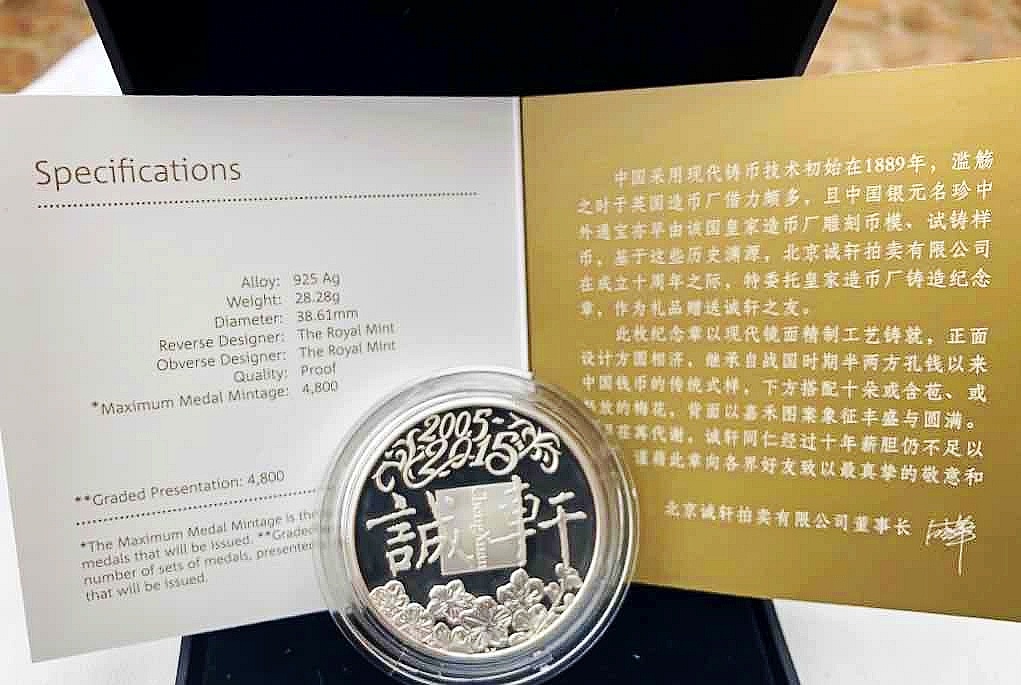 Specifications
Alloy: 925 Ag
Weight: 28.28g
Diameter: 38.61mm
Reverse Designer: The Royal Mint
Obverse Designer: The Royal Mint
Quality: Proof
*Maximum Medal Mintage: 4,800
**Graded Presentation: 4,800
*The Maximum Medal Mintage is the
medals that will be issued. **Graded
number of sets of medals, presented
that will be issued.
2005-
2015
誠軒
ChengXuan
中国采用现代铸币技术初始在1889年，滥觞
之时于英国造币厂借力颇多，且中国银元名珍中
外通宝亦早由该国皇家造币厂雕刻币模、试铸样
币，基于这些历史渊源，北京诚轩拍卖有限公司
在成立十周年之际，特委托皇家造币厂铸造纪念
章，作为礼品赠送诚轩之友。
此枚纪念章以现代镜面精制工艺铸就，正面
设计方圆相济，继承自战国时期半两方孔钱以来
中国钱币的传统式样，下方搭配十朵或含苞、或
放的梅花，背面以嘉禾图案象征丰盛与圆满。
荏苒代谢，诚轩同仁经过十年薪胆仍不足以
谨藉此章向各界好友致以最真挚的敬意和
北京诚轩拍卖有限公司董事长